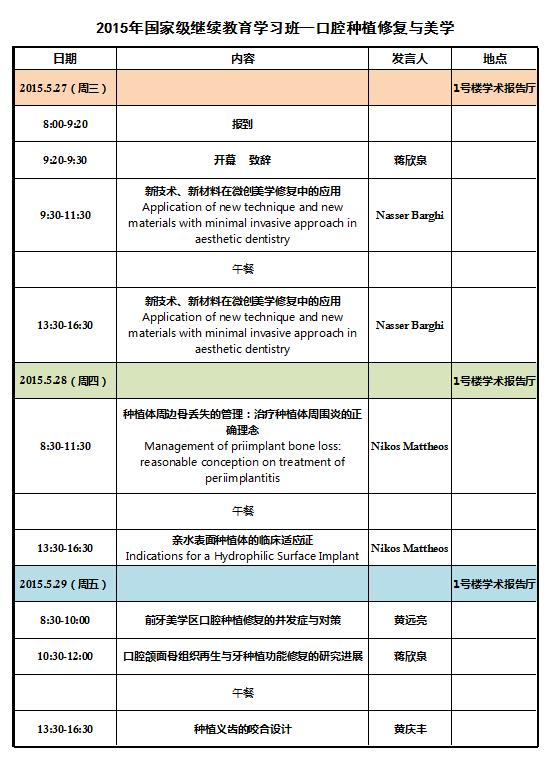 2015年国家级继续教育学习班—口腔种植修复与美学
日期 内容 发言人 地点
2015.5.27（周三） 1号楼学术报告厅
8:00-9:20 报到
9:20-9:30 开幕 致辞 蒋欣泉
新技术、新材料在微创美学修复中的应用
Application of new technique and new
9:30-11:30 materials with minimal invasive approach in Nasser Barghi
aesthetic dentistry
午餐
新技术、新材料在微创美学修复中的应用
Application of new technique and new
13:30-16:30 materials with minimal invasive approach in Nasser Barghi
aesthetic dentistry
2015.5.28（周四） 1号楼学术报告厅
种植体周边骨丢失的管理：治疗种植体周围炎的正
确理念
8:30-11:30 Management of priimplant bone loss: Nikos Mattheos
reasonable conception on treatment of
periimplantitis
午餐
亲水表面种植体的临床适应证
13:30-16:30 Indications for a Hydrophilic Surface Implant Nikos Mattheos
2015.5.29（周五） 1号楼学术报告厅
8:30-10:00 前牙美学区口腔种植修复的并发症与对策 黄远亮
10:30-12:00 口腔颌面骨组织再生与牙种植功能修复的研究进展 蒋欣泉
午餐
13:30-16:30 种植义齿的咬合设计 黄庆丰